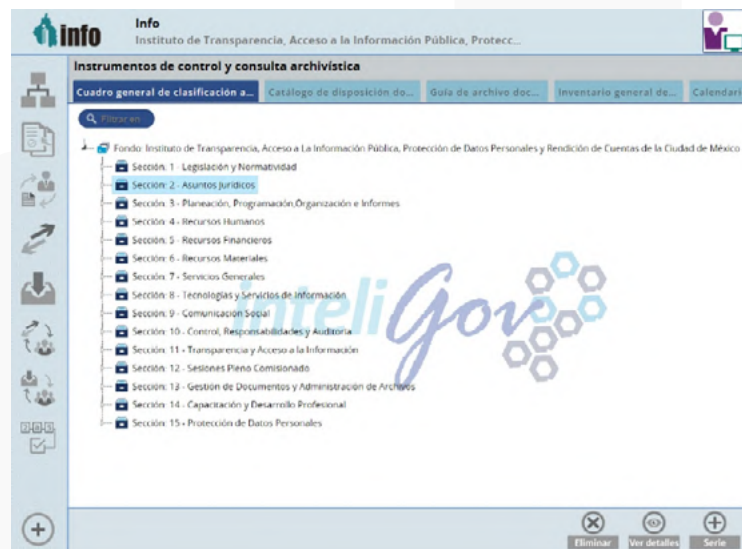 info
Info
Instituto de Transparencia, Acceso a la Información Pública, Protecc...
Instrumentos de control y consulta archivística
Cuadro general de clasificación a...
Catálogo de disposición do...
Guía de archivo doc...
Inventario general de...
Calendari
Filtrar en
Fondo: Instituto de Transparencia, Acceso a La Información Pública, Protección de Datos Personales y Rendición de Cuentas de la Ciudad de México
Sección: 1 - Legislación y Normatividad
Sección: 2 - Asuntos Jurídicos
Sección: 3 - Planeación, Programación,Organización e Informes
Sección: 4 - Recursos Humanos
Sección: 5 - Recursos Financieros
Sección: 6 - Recursos Materiales
Sección: 7 - Servicios Generales
Sección: 8 - Tecnologías y Servicios de Información
Sección: 9 - Comunicación Social
Sección: 10 - Control, Responsabilidades y Auditoria
Sección: 11 - Transparencia y Acceso a la Información
Sección: 12 - Sesiones Pleno Comisionado
Sección: 13 - Gestión de Documentos y Administración de Archivos
Sección: 14 - Capacitación y Desarrollo Profesional
Sección: 15 - Protección de Datos Personales
inteliGov
Eliminar
Ver detalles
Serie